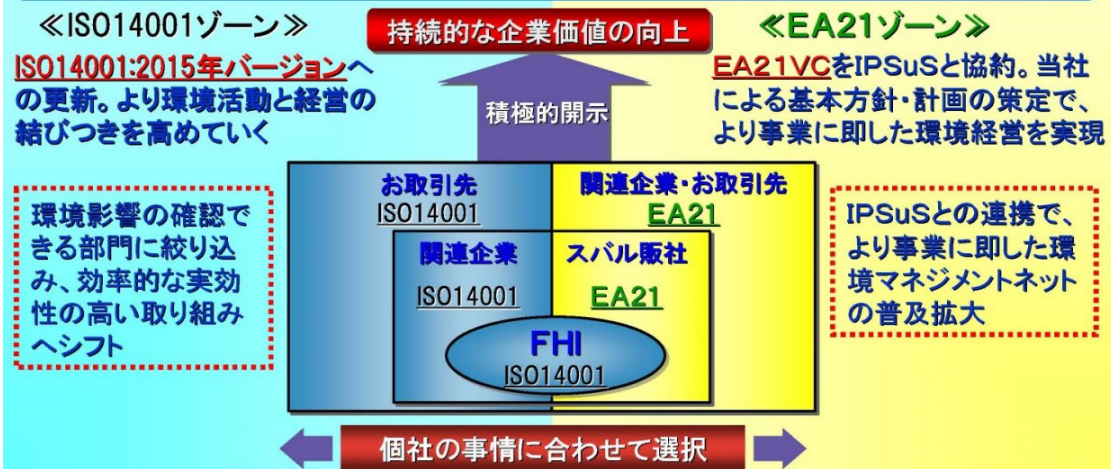 ≪ISO14001ゾーン≫
持続的な企業価値の向上
≪EA21ゾーン≫
ISO14001:2015年バージョンへ
の更新。より環境活動と経営の
結びつきを高めていく
積極的開示
EA21VCをIPSuSと協約。当社
による基本方針・計画の策定で、
より事業に即した環境経営を実現
環境影響の確認で
きる部門に絞り込
み、効率的な実効
性の高い取り組み
へシフト
お取引先
ISO14001
関連企業・お取引先
EA21
関連企業
ISO14001
スバル販社
EA21
FHI
ISO14001
IPSuSとの連携で、
より事業に即した環
境マネジメントネット
の普及拡大
個社の事情に合わせて選択